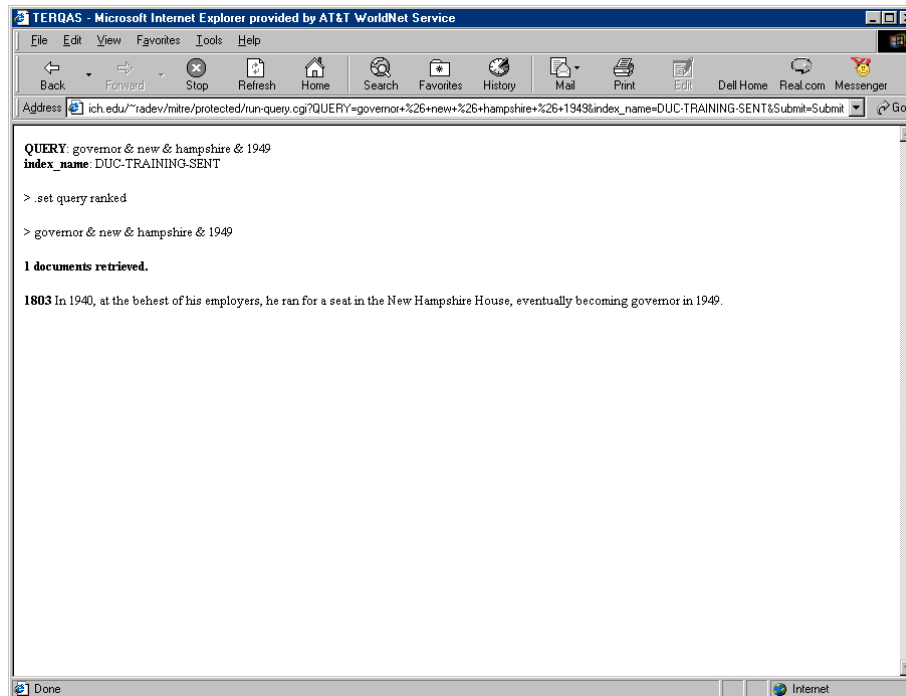 TERQAS - Microsoft Internet Explorer provided by AT&T WorldNet Service
File Edit View Favorites Tools Help
Back Forward Stop Refresh Home Search Favorites History Mail Print Edit Dell Home Real.com Messenger
Address ich.edu/~radev/mitre/protected/run-query.cgi?QUERY=governor+%26+new+%26+hampshire+%26+1949&index_name=DUC-TRAINING-SENT&Submit=Submit Go
QUERY: governor & new & hampshire & 1949
index_name: DUC-TRAINING-SENT
> .set query ranked
> governor & new & hampshire & 1949
1 documents retrieved.
1803 In 1940, at the behest of his employers, he ran for a seat in the New Hampshire House, eventually becoming governor in 1949.
Done Internet